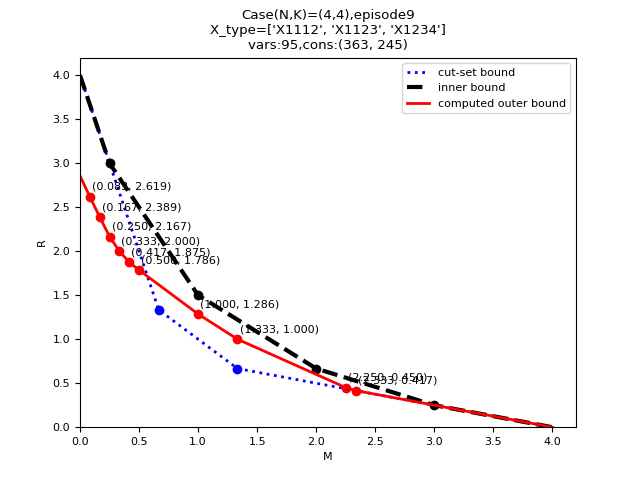 Case(N,K)=(4,4),episode9
X_type=['X1112', 'X1123', 'X1234']
vars:95,cons:(363, 245)
cut-set bound
inner bound
computed outer bound
R
4.0
3.5
3.0
2.5
2.0
1.5
1.0
0.5
0.0
(0.083, 2.619)
(0.167, 2.389)
(0.250, 2.167)
(0.333, 2.000)
(0.417, 1.875)
(0.500, 1.786)
(1.000, 1.286)
(1.333, 1.000)
(2.250, 0.450)
(2.333, 0.417)
0.0 0.5 1.0 1.5 2.0 2.5 3.0 3.5 4.0
M